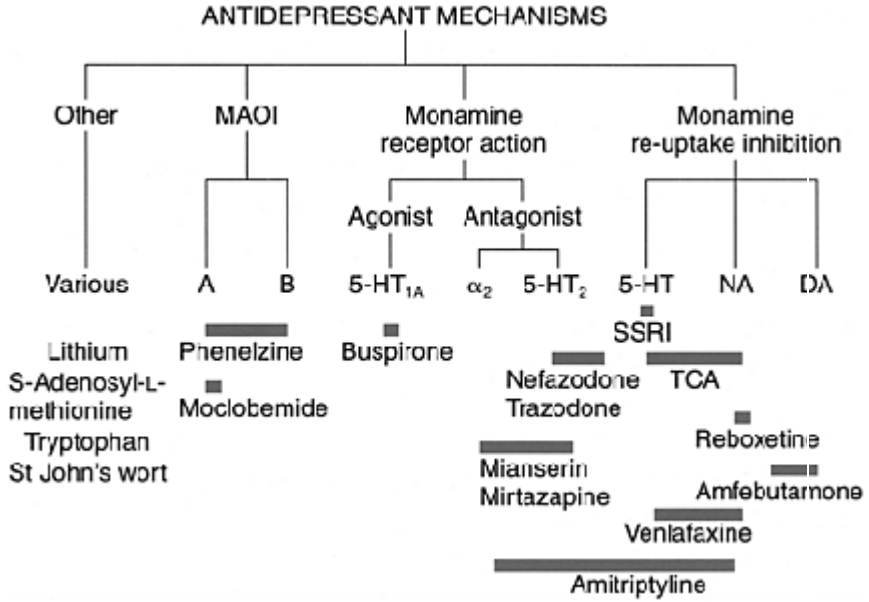 ANTIDEPRESSANT MECHANISMS
Other
MAOI
Monamine
receptor action
Monamine
re-uptake inhibition
Agonist
Antagonist
Various
A
B
5-HT1A
α2
5-HT2
5-HT
NA
DA
SSRI
Lithium
Phenelzine
Buspirone
Nefazodone
Trazodone
TCA
S-Adenosyl-L-
methionine
Moclobemide
Tryptophan
St John's wort
Reboxetine
Mianserin
Mirtazapine
Amfebutamone
Venlafaxine
Amitriptyline